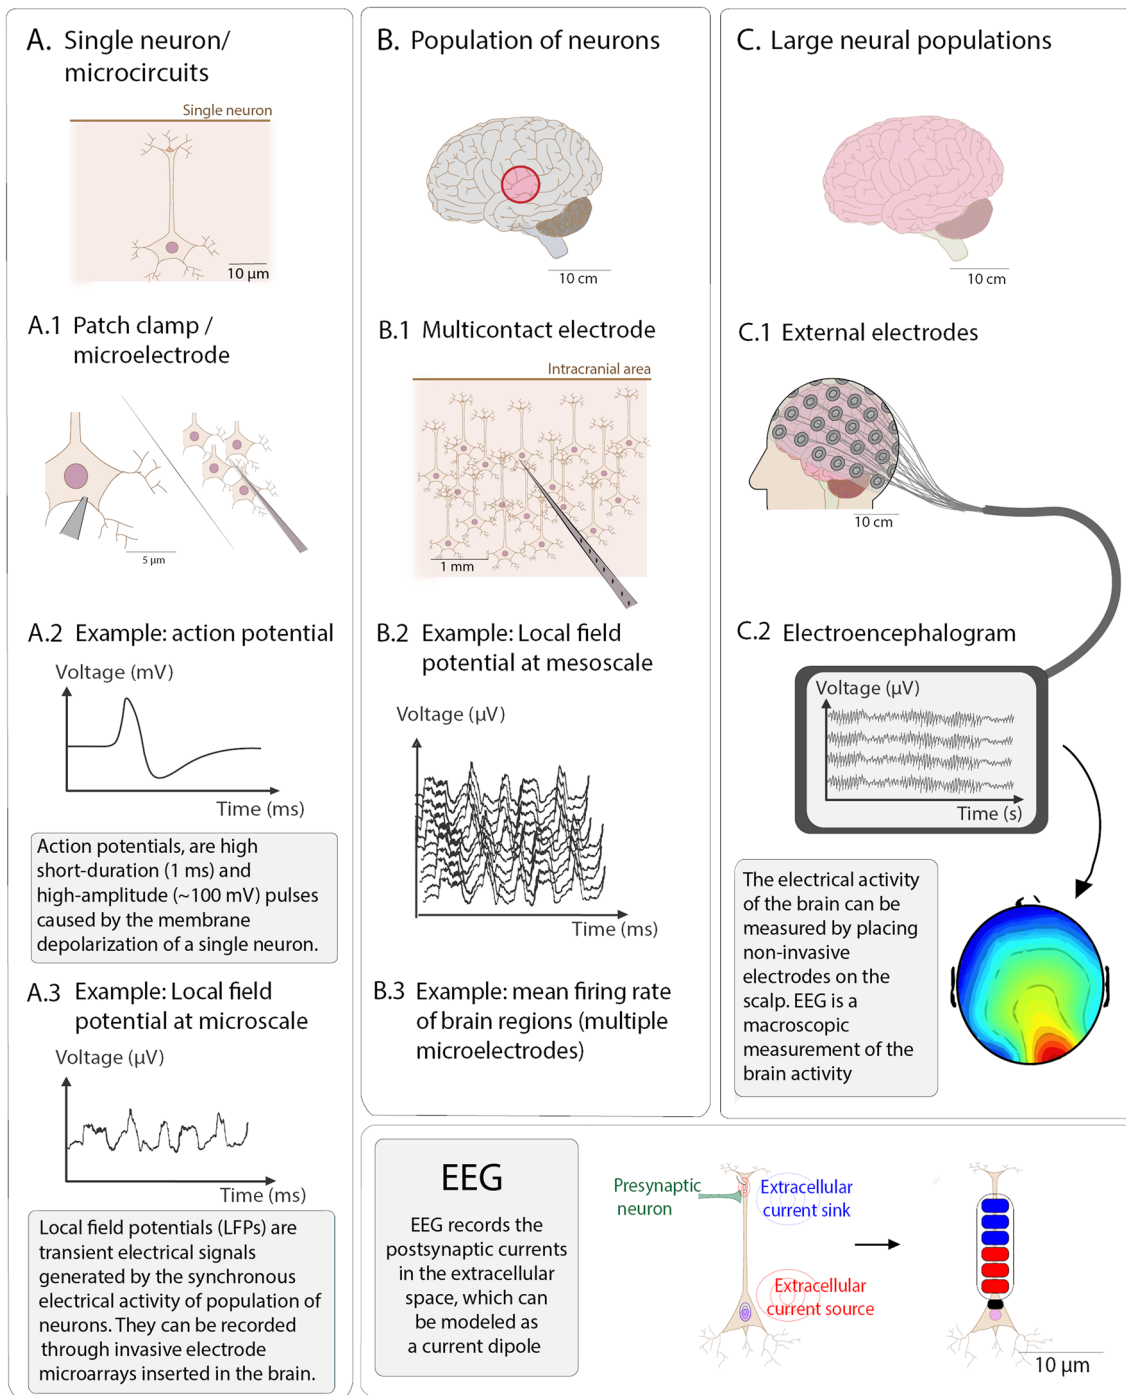 A. Single neuron/
microcircuits
Single neuron
10 µm
A.1 Patch clamp /
microelectrode
5 µm
A.2 Example: action potential
Voltage (mV)
Time (ms)
Action potentials, are high
short-duration (1 ms) and
high-amplitude (~100 mV) pulses
caused by the membrane
depolarization of a single neuron.
A.3 Example: Local field
potential at microscale
Voltage (µV)
Time (ms)
Local field potentials (LFPs) are
transient electrical signals
generated by the synchronous
electrical activity of population of
neurons. They can be recorded
through invasive electrode
microarrays inserted in the brain.
B. Population of neurons
10 cm
B.1 Multicontact electrode
Intracranial area
1 mm
B.2 Example: Local field
potential at mesoscale
Voltage (µV)
Time (ms)
B.3 Example: mean firing rate
of brain regions (multiple
microelectrodes)
C. Large neural populations
10 cm
C.1 External electrodes
10 cm
C.2 Electroencephalogram
Voltage (µV)
Time (s)
The electrical activity
of the brain can be
measured by placing
non-invasive
electrodes on the
scalp. EEG is a
macroscopic
measurement of the
brain activity
EEG
EEG records the
postsynaptic currents
in the extracellular
space, which can
be modeled as
a current dipole
Presynaptic
neuron
Extracellular
current sink
Extracellular
current source
10 µm